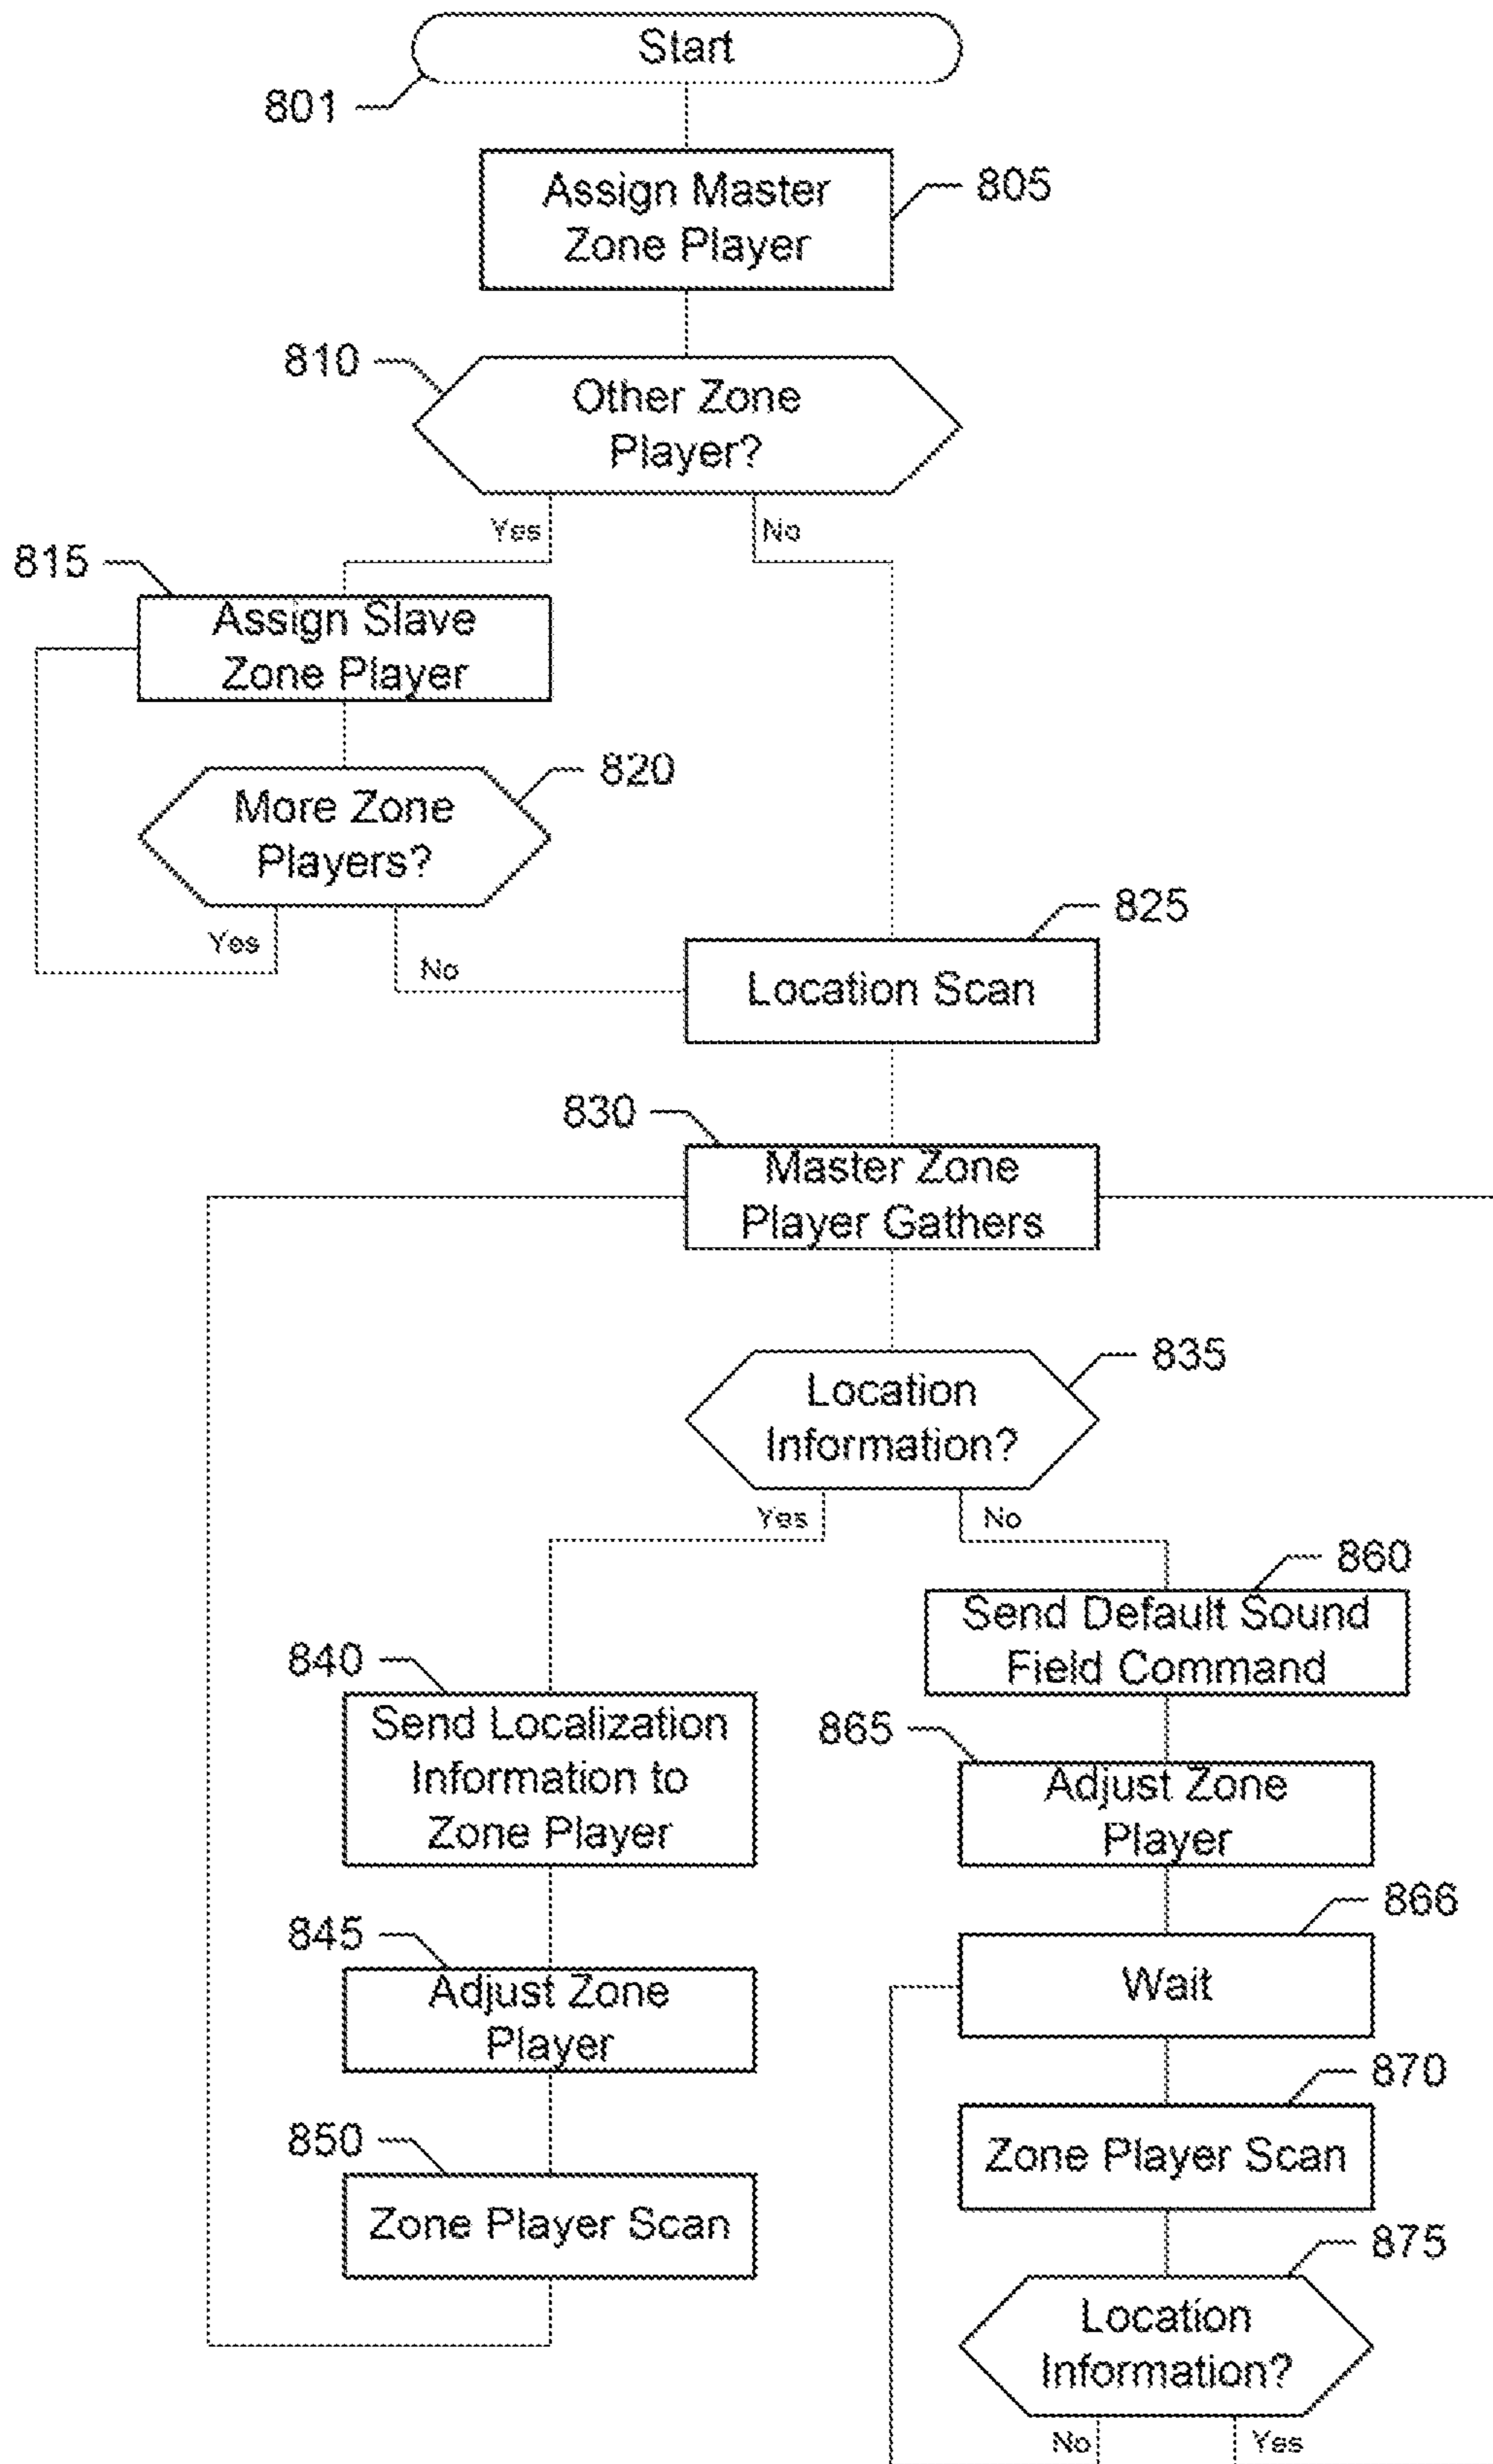 Start
801
Assign Master
Zone Player
805
810
Other Zone
Player?
Yes
No
815
Assign Slave
Zone Player
820
More Zone
Players?
Yes
No
825
Location Scan
830
Master Zone
Player Gathers
835
Location
Information?
Yes
No
860
Send Default Sound
Field Command
840
Send Localization
Information to
Zone Player
865
Adjust Zone
Player
866
Wait
845
Adjust Zone
Player
870
Zone Player Scan
850
Zone Player Scan
875
Location
Information?
No
Yes